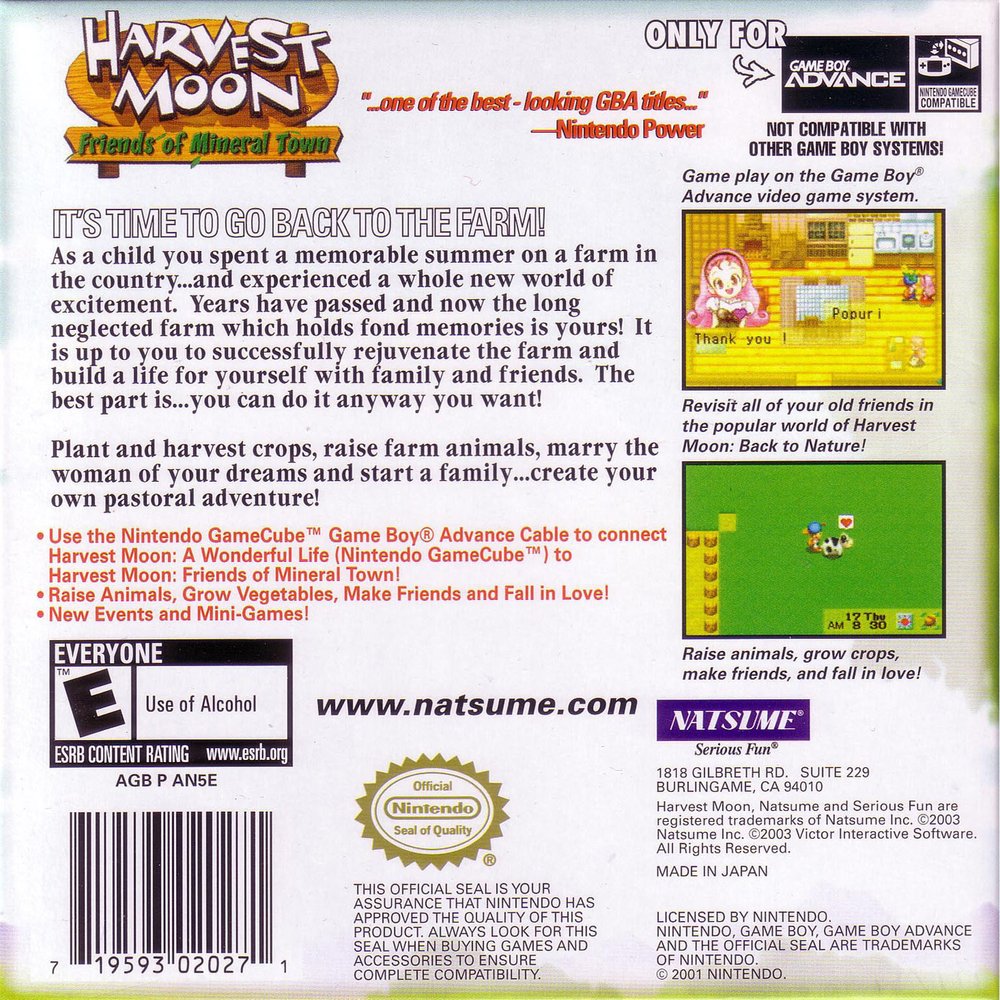 HARVEST
MOON
Friends of Mineral Town
"...one of the best - looking GBA titles..."
—Nintendo Power
ONLY FOR
GAME BOY
ADVANCE
NINTENDO GAMECUBE
COMPATIBLE
NOT COMPATIBLE WITH
OTHER GAME BOY SYSTEMS!
Game play on the Game Boy®
Advance video game system.
IT'S TIME TO GO BACK TO THE FARM!
As a child you spent a memorable summer on a farm in
the country...and experienced a whole new world of
excitement. Years have passed and now the long
neglected farm which holds fond memories is yours! It
is up to you to successfully rejuvenate the farm and
build a life for yourself with family and friends. The
best part is...you can do it anyway you want!
Plant and harvest crops, raise farm animals, marry the
woman of your dreams and start a family...create your
own pastoral adventure!
• Use the Nintendo GameCube™ Game Boy® Advance Cable to connect
Harvest Moon: A Wonderful Life (Nintendo GameCube™) to
Harvest Moon: Friends of Mineral Town!
• Raise Animals, Grow Vegetables, Make Friends and Fall in Love!
• New Events and Mini-Games!
Popuri
Thank you !
Revisit all of your old friends in
the popular world of Harvest
Moon: Back to Nature!
17 Thu
AM 8 30
Raise animals, grow crops,
make friends, and fall in love!
EVERYONE
™
E
Use of Alcohol
ESRB CONTENT RATING www.esrb.org
AGB P AN5E
www.natsume.com
NATSUME®
Serious Fun®
1818 GILBRETH RD. SUITE 229
BURLINGAME, CA 94010
Harvest Moon, Natsume and Serious Fun are
registered trademarks of Natsume Inc. ©2003
Natsume Inc. ©2003 Victor Interactive Software.
All Rights Reserved.
MADE IN JAPAN
LICENSED BY NINTENDO.
NINTENDO, GAME BOY, GAME BOY ADVANCE
AND THE OFFICIAL SEAL ARE TRADEMARKS
OF NINTENDO.
© 2001 NINTENDO.
Official
Nintendo
Seal of Quality
®
THIS OFFICIAL SEAL IS YOUR
ASSURANCE THAT NINTENDO HAS
APPROVED THE QUALITY OF THIS
PRODUCT. ALWAYS LOOK FOR THIS
SEAL WHEN BUYING GAMES AND
ACCESSORIES TO ENSURE
COMPLETE COMPATIBILITY.
7 19593 02027 1